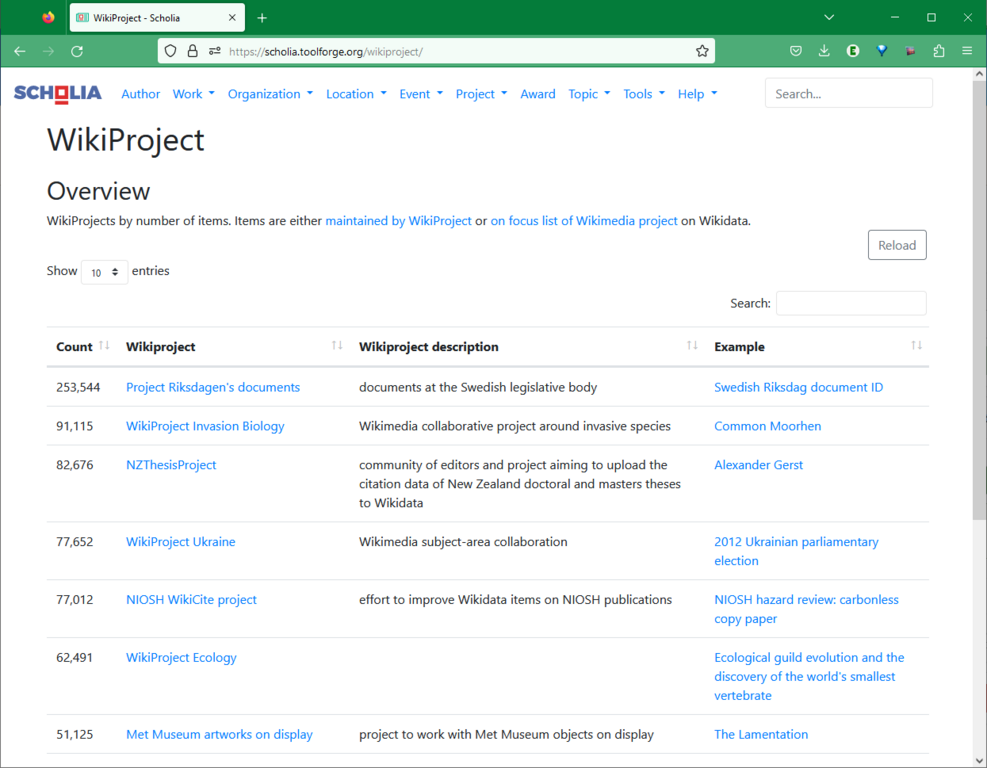 WikiProject - Scholia
https://scholia.toolforge.org/wikiproject/
SCHOLIA Author Work Organization Location Event Project Award Topic Tools Help Search...
WikiProject
Overview
WikiProjects by number of items. Items are either maintained by WikiProject or on focus list of Wikimedia project on Wikidata.
Reload
Show 10 entries
Search:
Count Wikiproject Wikiproject description Example
253,544 Project Riksdagen's documents documents at the Swedish legislative body Swedish Riksdag document ID
91,115 WikiProject Invasion Biology Wikimedia collaborative project around invasive species Common Moorhen
82,676 NZThesisProject community of editors and project aiming to upload the Alexander Gerst
citation data of New Zealand doctoral and masters theses
to Wikidata
77,652 WikiProject Ukraine Wikimedia subject-area collaboration 2012 Ukrainian parliamentary
election
77,012 NIOSH WikiCite project effort to improve Wikidata items on NIOSH publications NIOSH hazard review: carbonless
copy paper
62,491 WikiProject Ecology Ecological guild evolution and the
discovery of the world's smallest
vertebrate
51,125 Met Museum artworks on display project to work with Met Museum objects on display The Lamentation